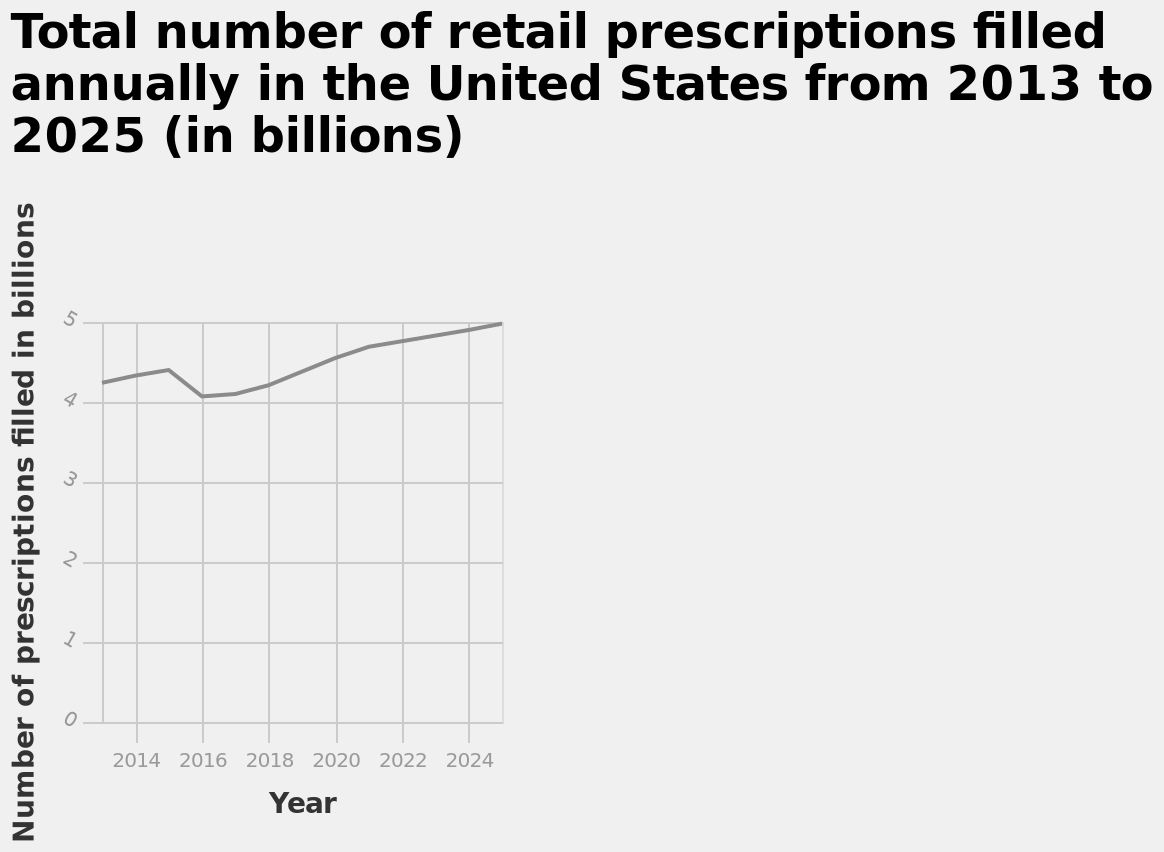 Total number of retail prescriptions filled
annually in the United States from 2013 to
2025 (in billions)
Number of prescriptions filled in billions
5
4
3
2
1
0
2014 2016 2018 2020 2022 2024
Year